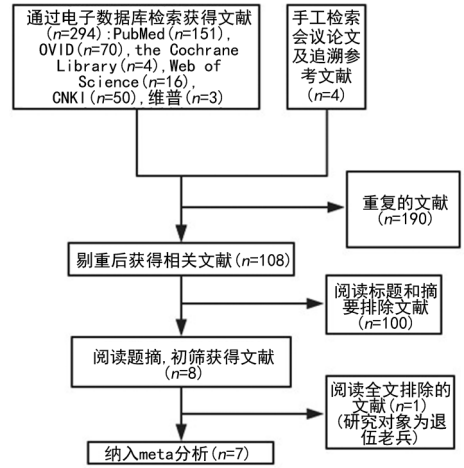 通过电子数据库检索获得文献
(n=294):PubMed(n=151),
OVID(n=70),the Cochrane
Library(n=4),Web of
Science(n=16),
CNKI(n=50),维普(n=3)
手工检索
会议论文
及追溯参
考文献
(n=4)
重复的文献
(n=190)
剔重后获得相关文献(n=108)
阅读标题和摘
要排除文献
(n=100)
阅读题摘,初筛获得文献
(n=8)
阅读全文排除的
文献(n=1)
(研究对象为退
伍老兵)
纳入meta分析(n=7)